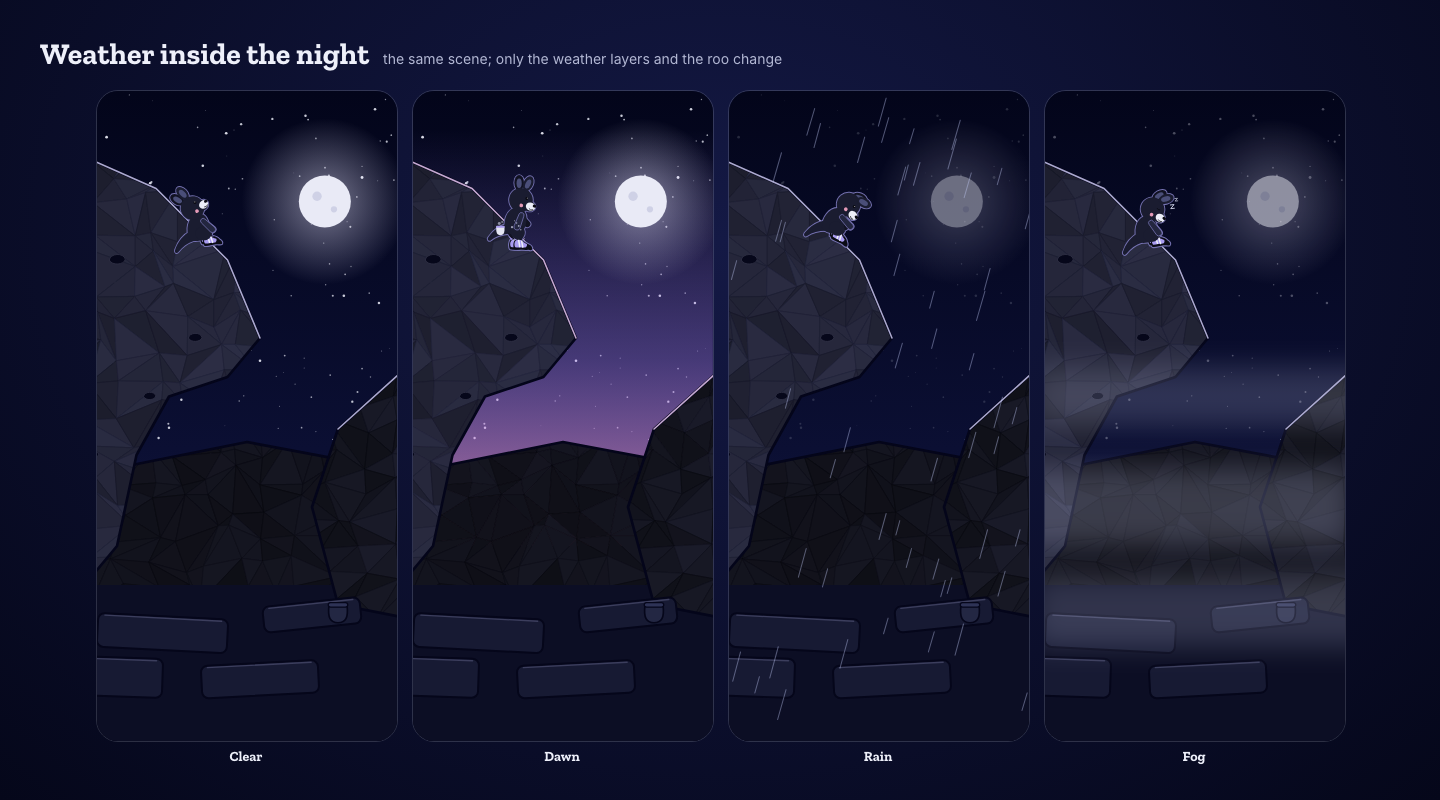 Weather inside the night the same scene; only the weather layers and the roo change
z
z
Clear
Dawn
Rain
Fog